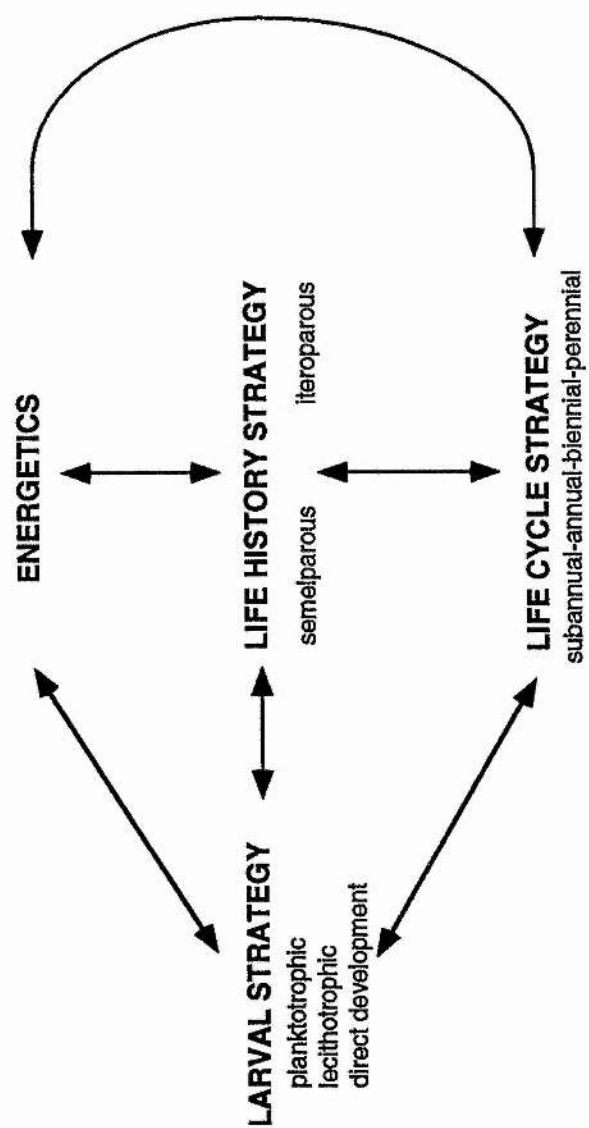 ENERGETICS
LIFE HISTORY STRATEGY
semelparous iteroparous
LARVAL STRATEGY
planktotrophic
lecithotrophic
direct development
LIFE CYCLE STRATEGY
subannual-annual-biennial-perennial